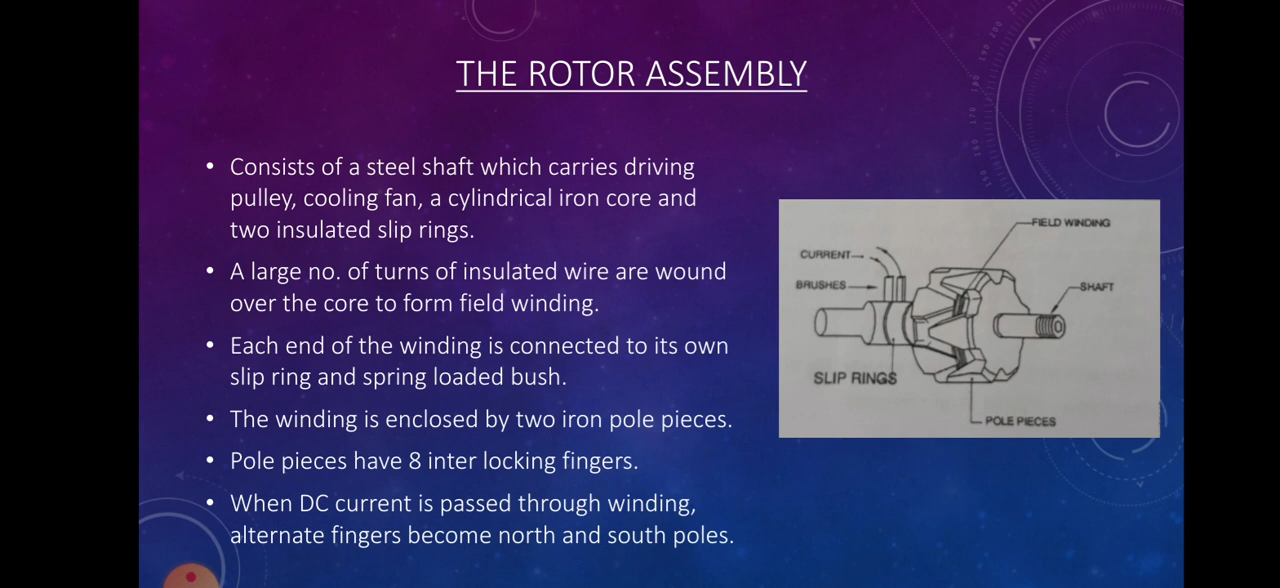 THE ROTOR ASSEMBLY
• Consists of a steel shaft which carries driving
pulley, cooling fan, a cylindrical iron core and
two insulated slip rings.
• A large no. of turns of insulated wire are wound
over the core to form field winding.
• Each end of the winding is connected to its own
slip ring and spring loaded bush.
• The winding is enclosed by two iron pole pieces.
• Pole pieces have 8 inter locking fingers.
• When DC current is passed through winding,
alternate fingers become north and south poles.
FIELD WINDING
CURRENT
BRUSHES
SHAFT
SLIP RINGS
POLE PIECES